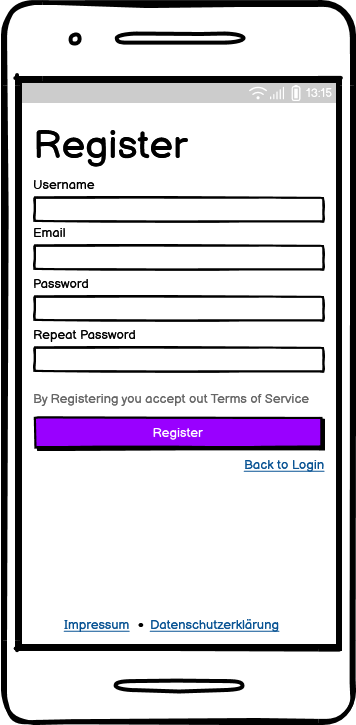 13:15
Register
Username
Email
Password
Repeat Password
By Registering you accept out Terms of Service
Register
Back to Login
Impressum • Datenschutzerklärung